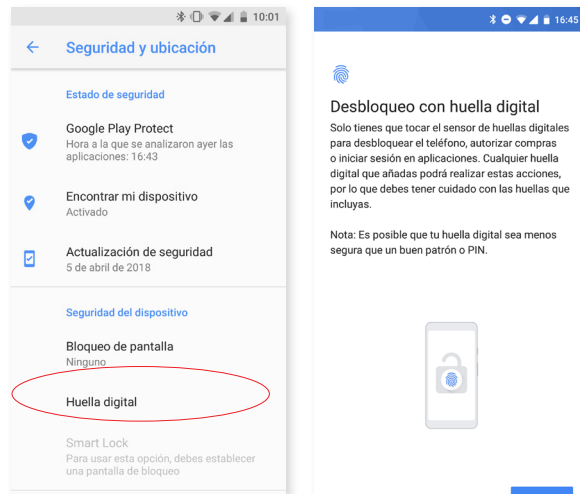 10:01
Seguridad y ubicación
Estado de seguridad
Google Play Protect
Hora a la que se analizaron ayer las
aplicaciones: 16:43
Encontrar mi dispositivo
Activado
Actualización de seguridad
5 de abril de 2018
Seguridad del dispositivo
Bloqueo de pantalla
Ninguno
Huella digital
Smart Lock
Para usar esta opción, debes establecer
una pantalla de bloqueo
16:45
Desbloqueo con huella digital
Solo tienes que tocar el sensor de huellas digitales
para desbloquear el teléfono, autorizar compras
o iniciar sesión en aplicaciones. Cualquier huella
digital que añadas podrá realizar estas acciones,
por lo que debes tener cuidado con las huellas que
incluyas.
Nota: Es posible que tu huella digital sea menos
segura que un buen patrón o PIN.